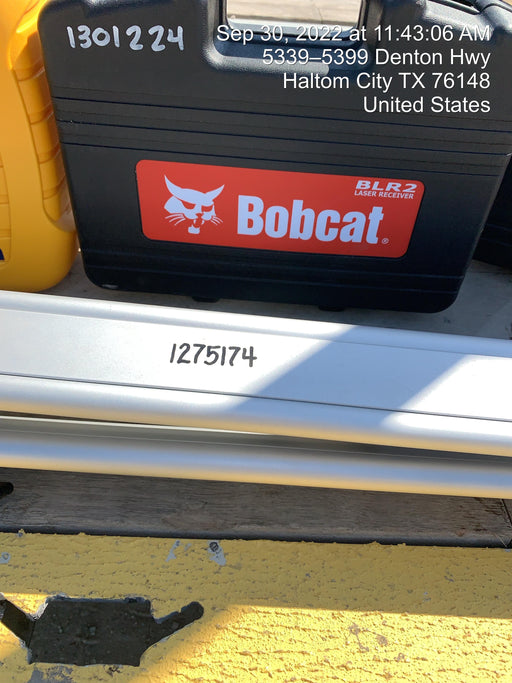 1301224
Sep 30, 2022 at 11:43:06 AM
5339–5399 Denton Hwy
Haltom City TX 76148
United States
BLR2
LASER RECEIVER
Bobcat®
1275174